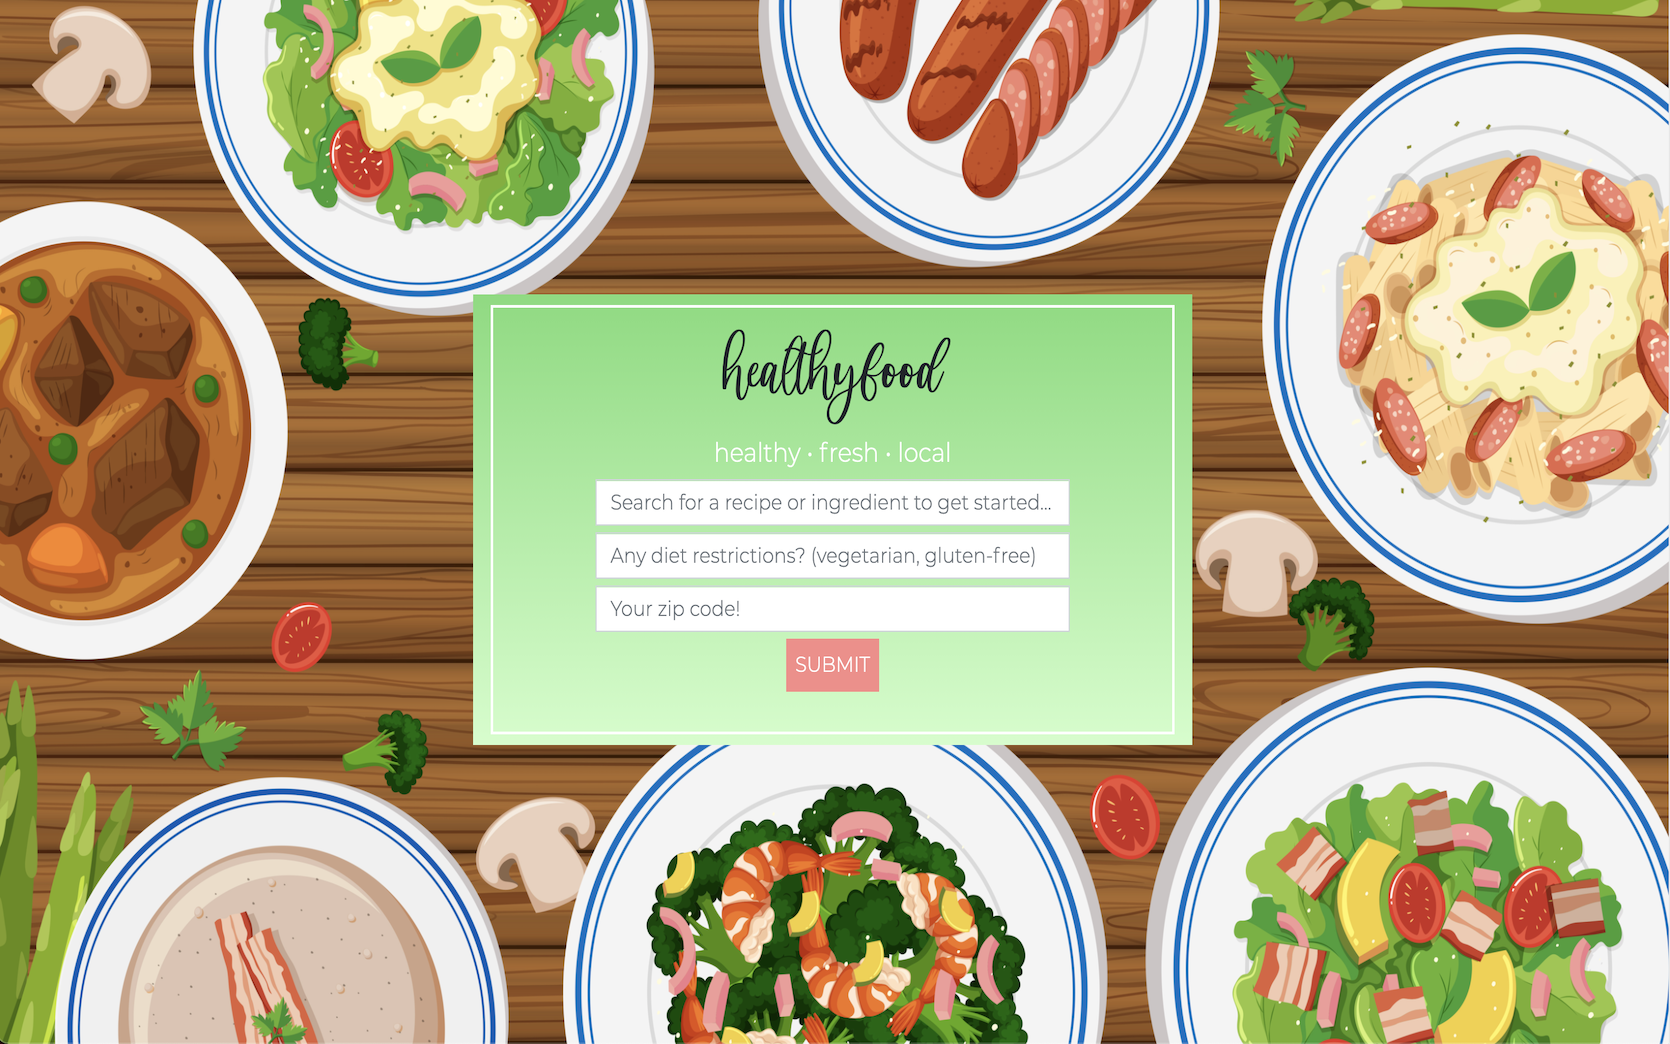 healthyfood
healthy · fresh · local
Search for a recipe or ingredient to get started...
Any diet restrictions? (vegetarian, gluten-free)
Your zip code!
SUBMIT